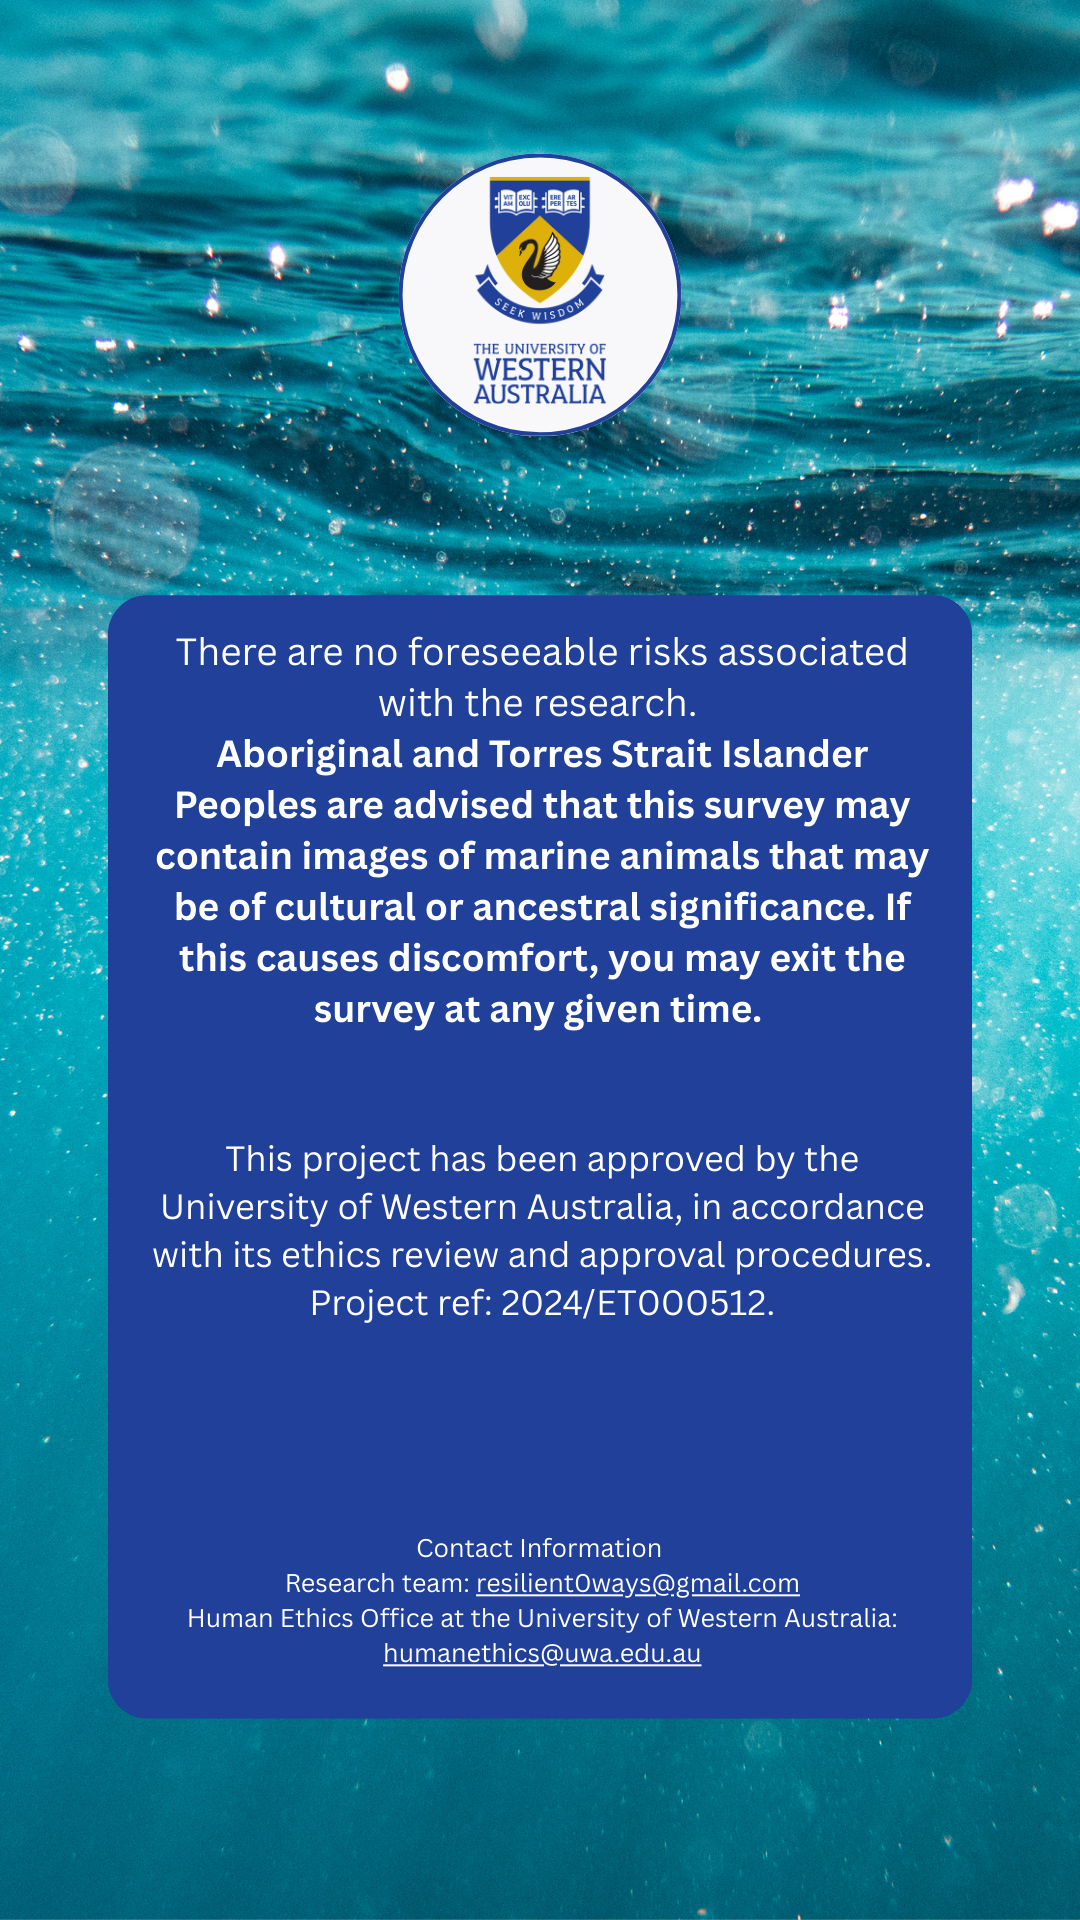 VIT EXC ERE AR
AM OLU PER TES
SEEK WISDOM
THE UNIVERSITY OF
WESTERN
AUSTRALIA
There are no foreseeable risks associated
with the research.
Aboriginal and Torres Strait Islander
Peoples are advised that this survey may
contain images of marine animals that may
be of cultural or ancestral significance. If
this causes discomfort, you may exit the
survey at any given time.
This project has been approved by the
University of Western Australia, in accordance
with its ethics review and approval procedures.
Project ref: 2024/ET000512.
Contact Information
Research team: resilient0ways@gmail.com
Human Ethics Office at the University of Western Australia:
humanethics@uwa.edu.au